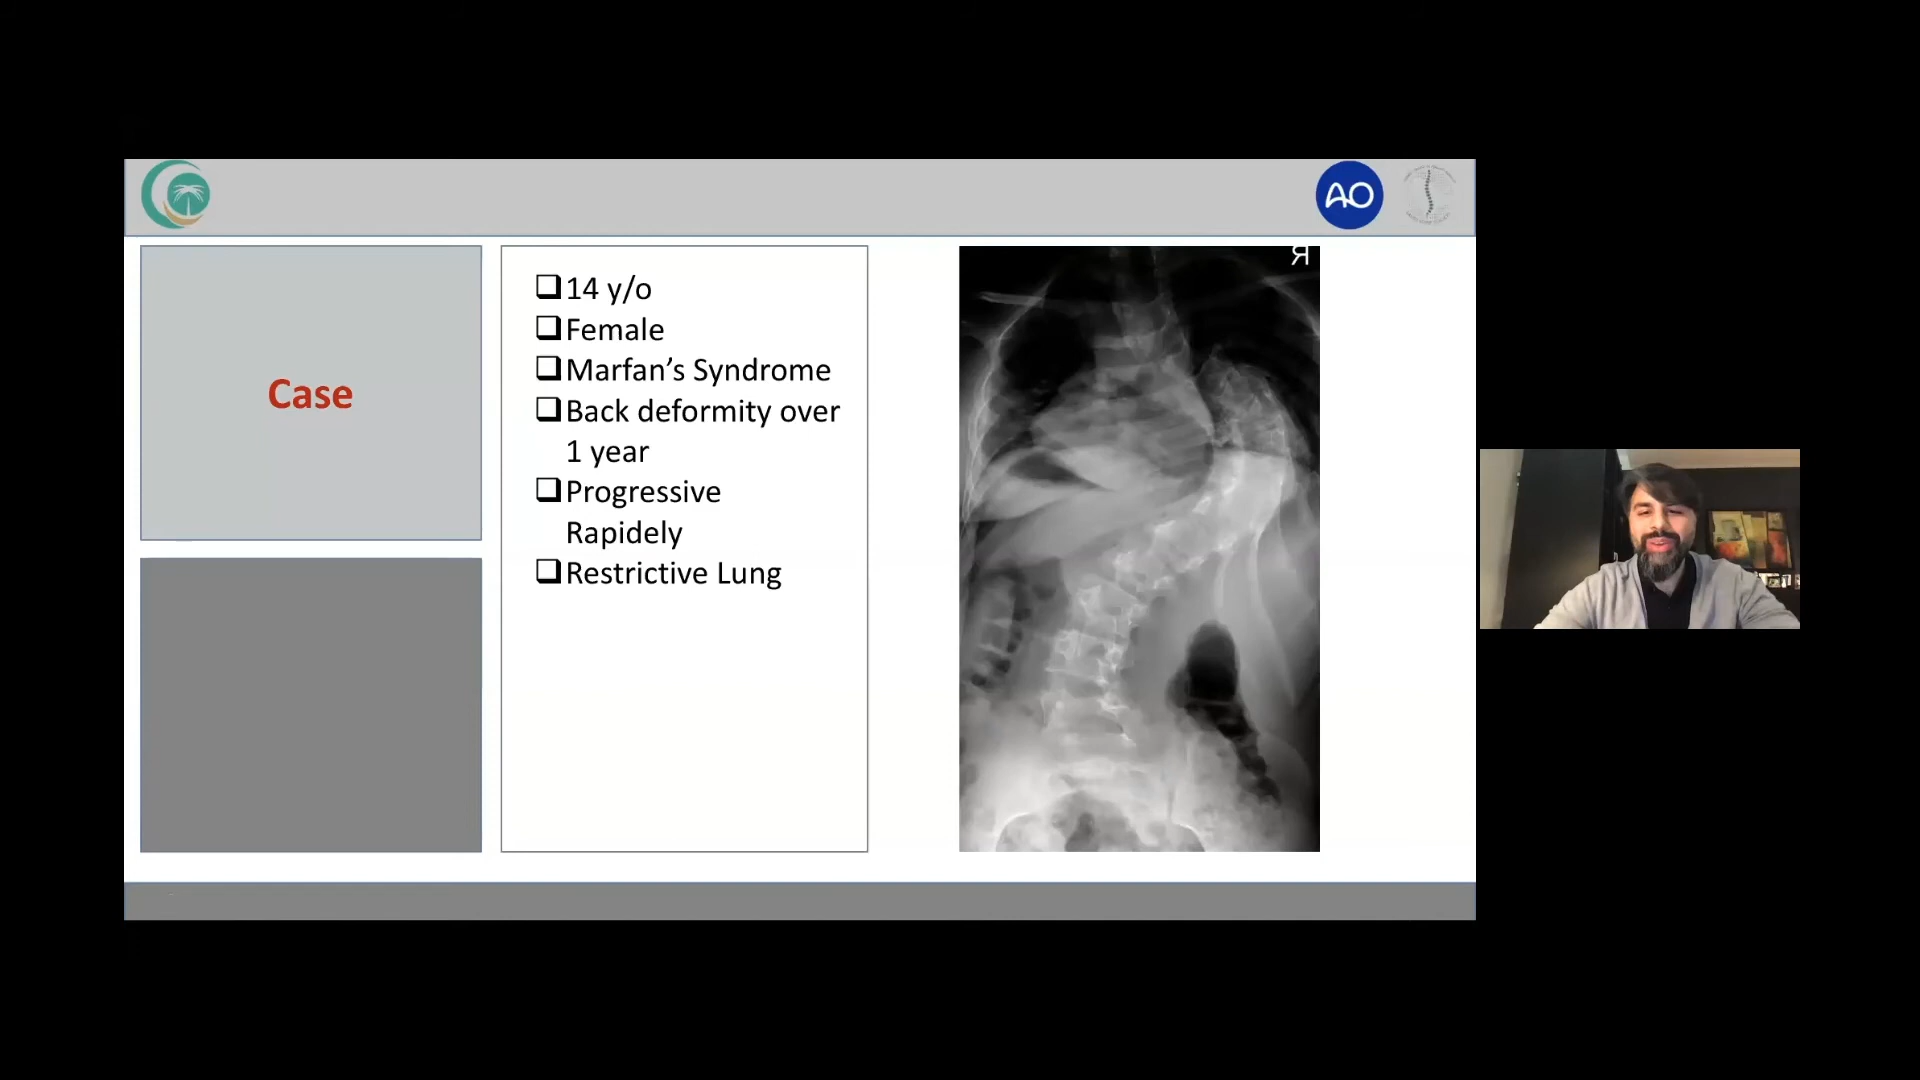 AO
Case
14 y/o
Female
Marfan’s Syndrome
Back deformity over
1 year
Progressive
Rapidely
Restrictive Lung
R